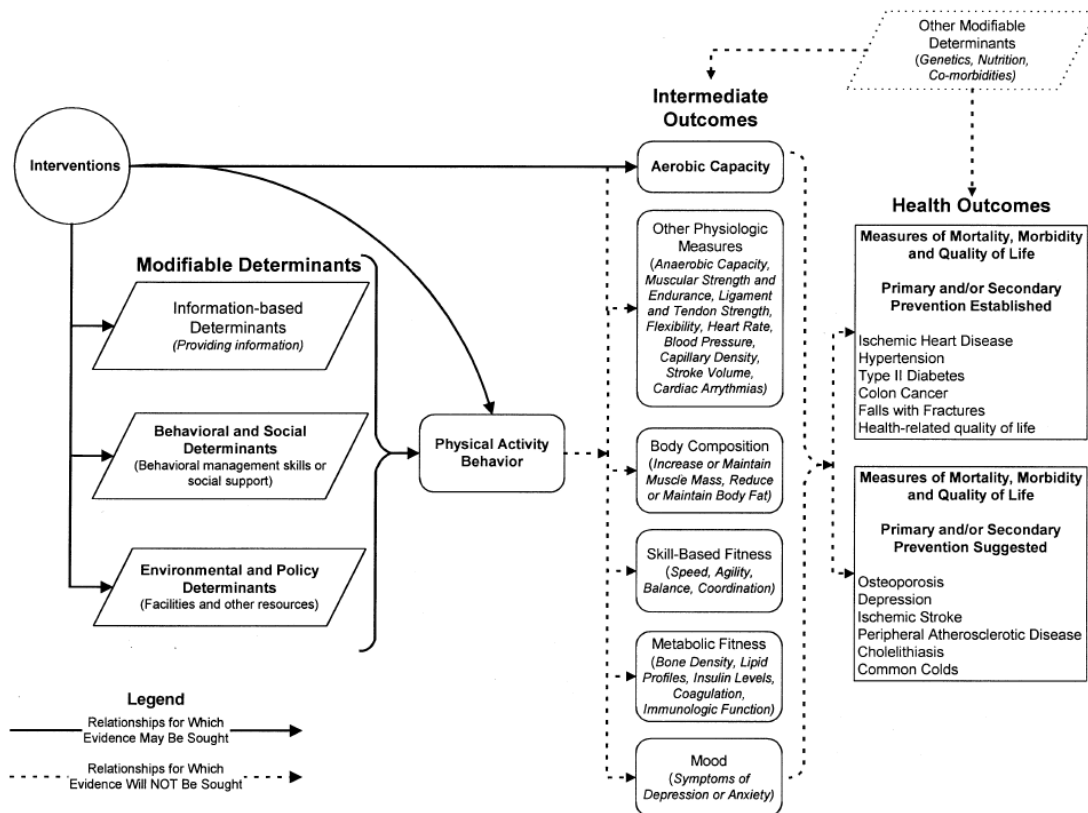 Other Modifiable
Determinants
(Genetics, Nutrition,
Co-morbidities)
Intermediate
Outcomes
Interventions
Aerobic Capacity
Health Outcomes
Modifiable Determinants
Information-based
Determinants
(Providing information)
Behavioral and Social
Determinants
(Behavioral management skills or
social support)
Environmental and Policy
Determinants
(Facilities and other resources)
Physical Activity
Behavior
Other Physiologic
Measures
(Anaerobic Capacity,
Muscular Strength and
Endurance, Ligament
and Tendon Strength,
Flexibility, Heart Rate,
Blood Pressure,
Capillary Density,
Stroke Volume,
Cardiac Arrythmias)
Body Composition
(Increase or Maintain
Muscle Mass, Reduce
or Maintain Body Fat)
Skill-Based Fitness
(Speed, Agility,
Balance, Coordination)
Metabolic Fitness
(Bone Density, Lipid
Profiles, Insulin Levels,
Coagulation,
Immunologic Function)
Mood
(Symptoms of
Depression or Anxiety)
Measures of Mortality, Morbidity
and Quality of Life
Primary and/or Secondary
Prevention Established
Ischemic Heart Disease
Hypertension
Type II Diabetes
Colon Cancer
Falls with Fractures
Health-related quality of life
Measures of Mortality, Morbidity
and Quality of Life
Primary and/or Secondary
Prevention Suggested
Osteoporosis
Depression
Ischemic Stroke
Peripheral Atherosclerotic Disease
Cholelithiasis
Common Colds
Legend
Relationships for Which
Evidence May Be Sought
Relationships for Which
Evidence Will NOT Be Sought